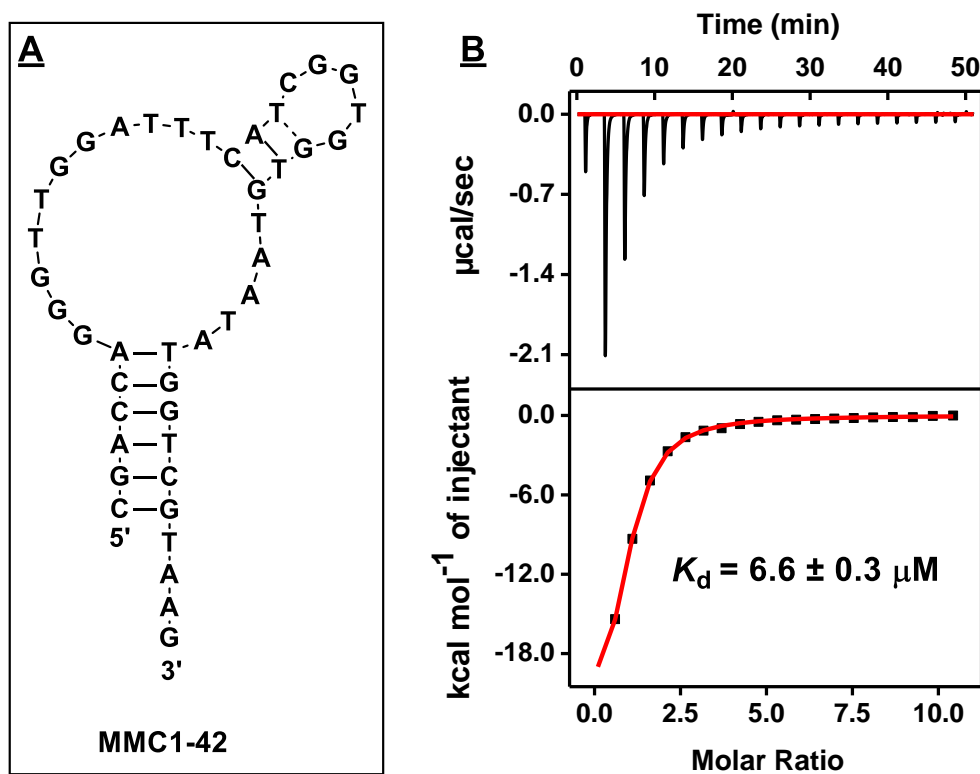 A
CGACCAGGGTTGGATTTCATCGGTGGTGTAATATGGTCGTAAG
5'
3'
MMC1-42
B
Time (min)
0 10 20 30 40 50
0.0
-0.7
-1.4
-2.1
µcal/sec
0.0
-6.0
-12.0
-18.0
kcal mol⁻¹ of injectant
Kd = 6.6 ± 0.3 µM
0.0 2.5 5.0 7.5 10.0
Molar Ratio